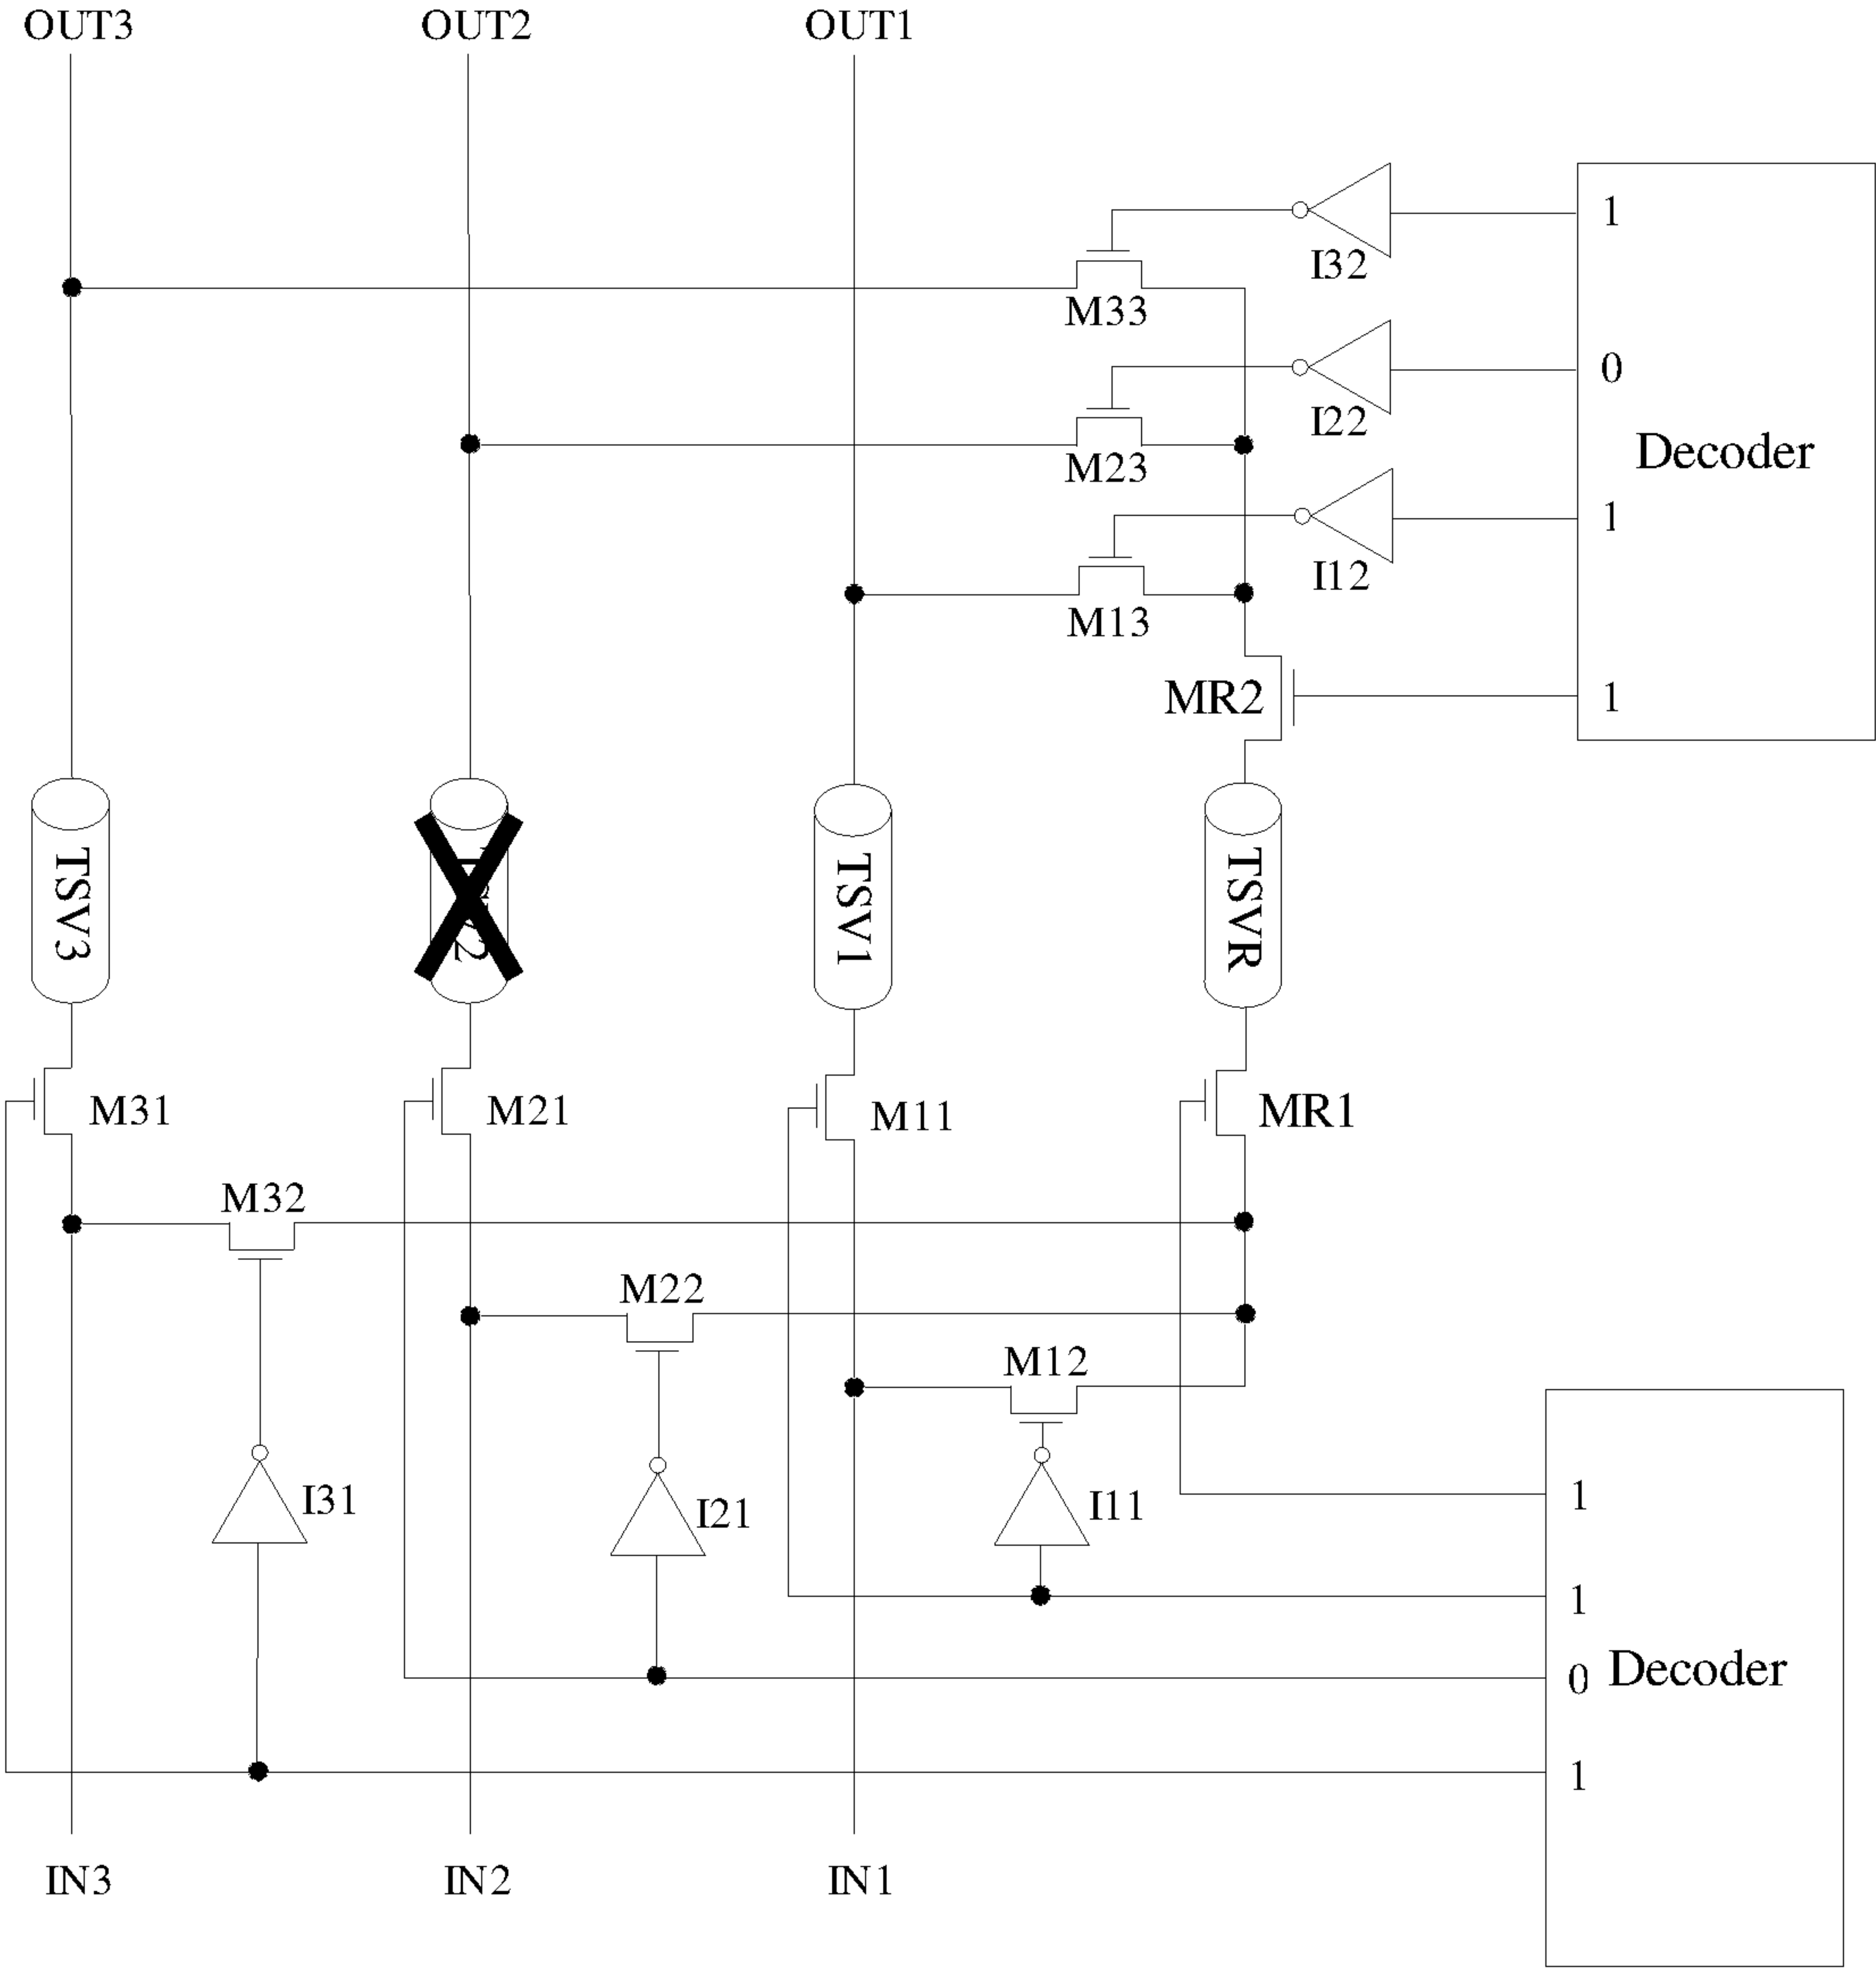 OUT3 OUT2 OUT1
1
I32
M33
0
I22
Decoder
M23
1
I12
M13
MR2 1
TSV3 TSV1 TSVR
M31 M21 M11 MR1
M32
M22
M12
I31 I21 I11 1
1
0 Decoder
1
IN3 IN2 IN1